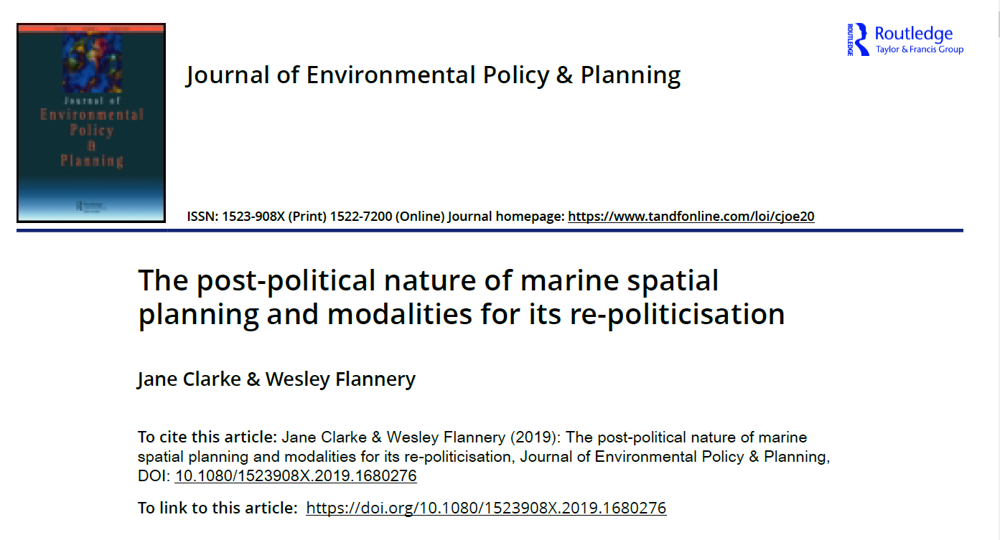 Journal of
Environmental
Policy
&
Planning
Journal of Environmental Policy & Planning
ROUTLEDGE
Routledge
Taylor & Francis Group
ISSN: 1523-908X (Print) 1522-7200 (Online) Journal homepage: https://www.tandfonline.com/loi/cjoe20
The post-political nature of marine spatial
planning and modalities for its re-politicisation
Jane Clarke & Wesley Flannery
To cite this article: Jane Clarke & Wesley Flannery (2019): The post-political nature of marine
spatial planning and modalities for its re-politicisation, Journal of Environmental Policy & Planning,
DOI: 10.1080/1523908X.2019.1680276
To link to this article: https://doi.org/10.1080/1523908X.2019.1680276